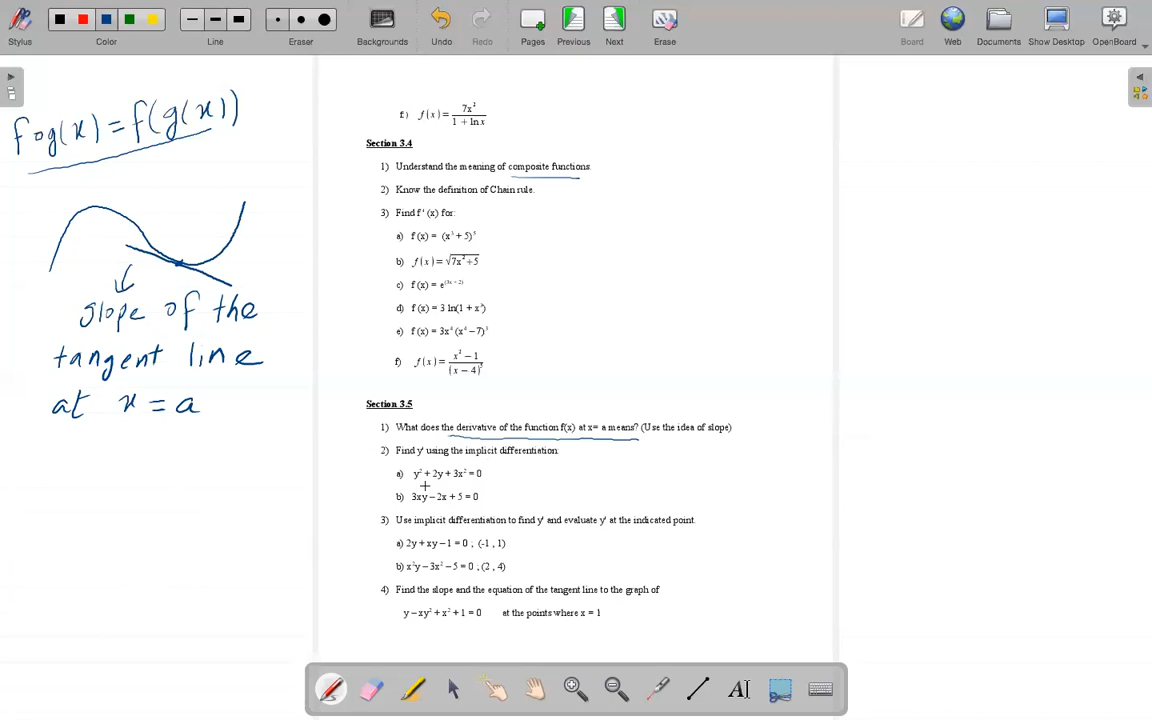 Stylus
Color
Line
Eraser
Backgrounds
Undo
Redo
Pages
Previous
Next
Erase
Board
Web
Documents
Show Desktop
OpenBoard
fog(x) = f(g(x))
slope of the
tangent line
at x = a
f) f(x) = 7x² / 1 + ln x
Section 3.4
1) Understand the meaning of composite functions.
2) Know the definition of Chain rule.
3) Find f ' (x) for:
a) f (x) = (x³ + 5)⁵
b) f(x) = √7x² + 5
c) f (x) = e^(3x + 2)
d) f (x) = 3 ln(1 + x³)
e) f (x) = 3x⁴ (x⁴ – 7)³
f) f(x) = x² − 1 / (x − 4)⁵
Section 3.5
1) What does the derivative of the function f(x) at x= a means? (Use the idea of slope)
2) Find y' using the implicit differentiation.
a) y² + 2y + 3x² = 0
b) 3xy – 2x + 5 = 0
3) Use implicit differentiation to find y' and evaluate y' at the indicated point.
a) 2y + xy – 1 = 0 ; (-1 , 1)
b) x²y – 3x² – 5 = 0 ; (2 , 4)
4) Find the slope and the equation of the tangent line to the graph of
y – xy² + x² + 1 = 0 at the points where x = 1